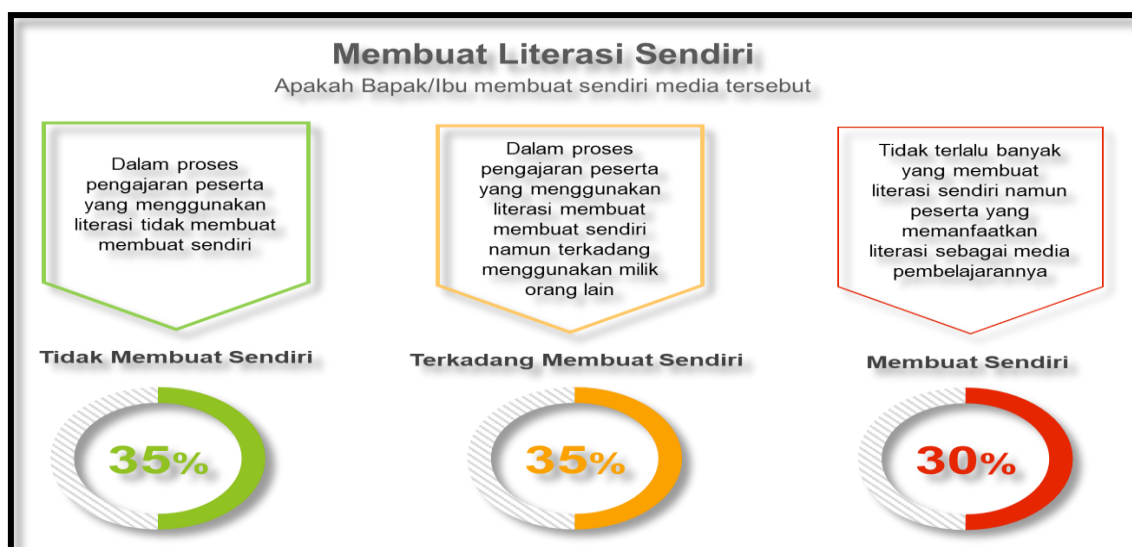 Membuat Literasi Sendiri
Apakah Bapak/Ibu membuat sendiri media tersebut
Dalam proses
pengajaran peserta
yang menggunakan
literasi tidak membuat
membuat sendiri
Dalam proses
pengajaran peserta
yang menggunakan
literasi membuat
membuat sendiri
namun terkadang
menggunakan milik
orang lain
Tidak terlalu banyak
yang membuat
literasi sendiri namun
peserta yang
memanfaatkan
literasi sebagai media
pembelajarannya
Tidak Membuat Sendiri
Terkadang Membuat Sendiri
Membuat Sendiri
35%
35%
30%